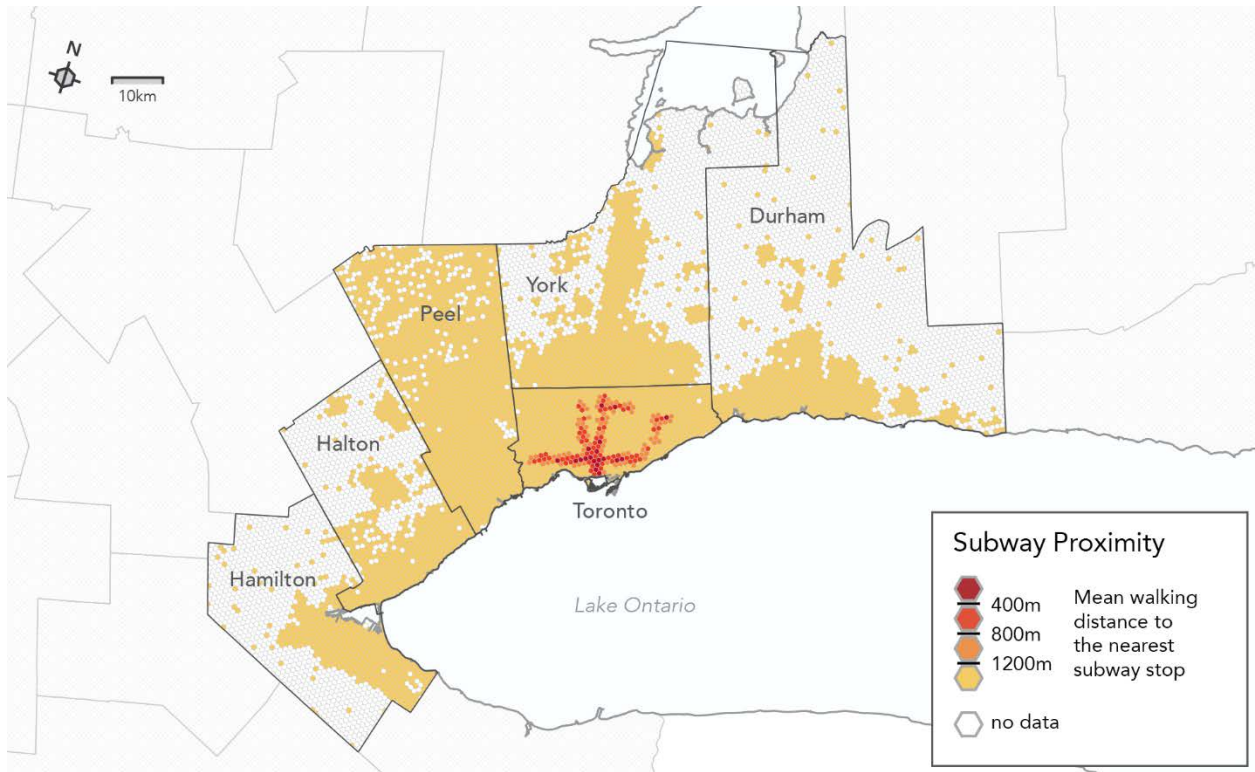 N
10km
Durham
York
Peel
Halton
Toronto
Hamilton
Lake Ontario
Subway Proximity
400m
800m
1200m
Mean walking
distance to
the nearest
subway stop
no data